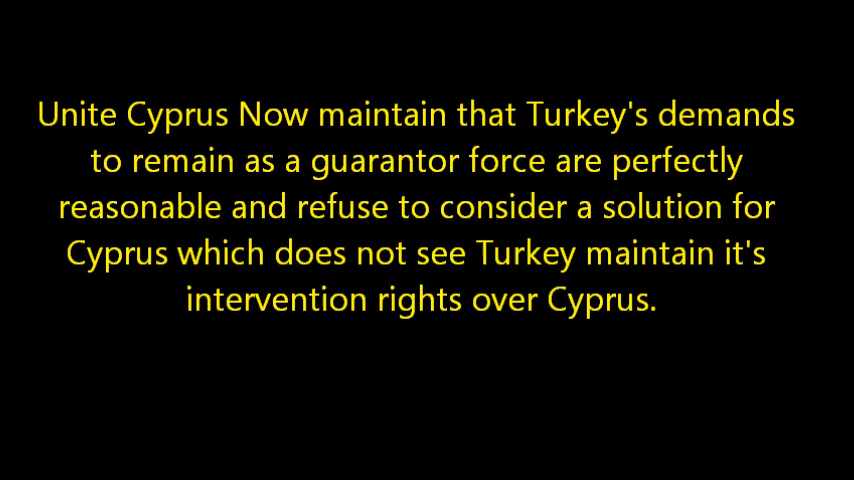 Unite Cyprus Now maintain that Turkey's demands
to remain as a guarantor force are perfectly
reasonable and refuse to consider a solution for
Cyprus which does not see Turkey maintain it's
intervention rights over Cyprus.